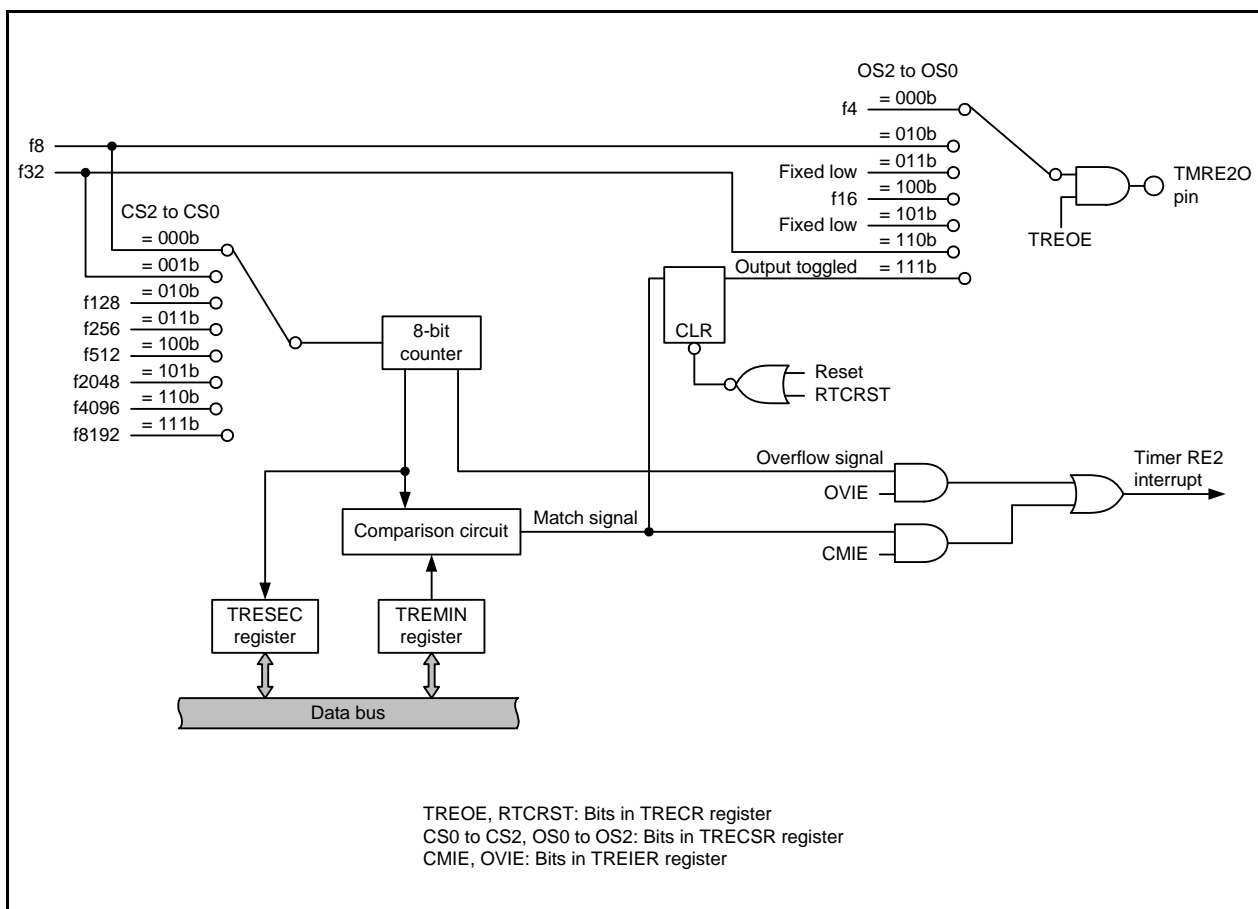 OS2 to OS0
f4 = 000b
f8 = 010b
f32
Fixed low = 011b
TMRE2O
pin
f16 = 100b
Fixed low = 101b
TREOE
= 110b
Output toggled = 111b
CS2 to CS0
= 000b
= 001b
f128 = 010b
f256 = 011b
f512 = 100b
f2048 = 101b
f4096 = 110b
f8192 = 111b
8-bit
counter
CLR
Reset
RTCRST
Overflow signal
OVIE
Timer RE2
interrupt
Comparison circuit
Match signal
CMIE
TRESEC
register
TREMIN
register
Data bus
TREOE, RTCRST: Bits in TRECR register
CS0 to CS2, OS0 to OS2: Bits in TRECSR register
CMIE, OVIE: Bits in TREIER register